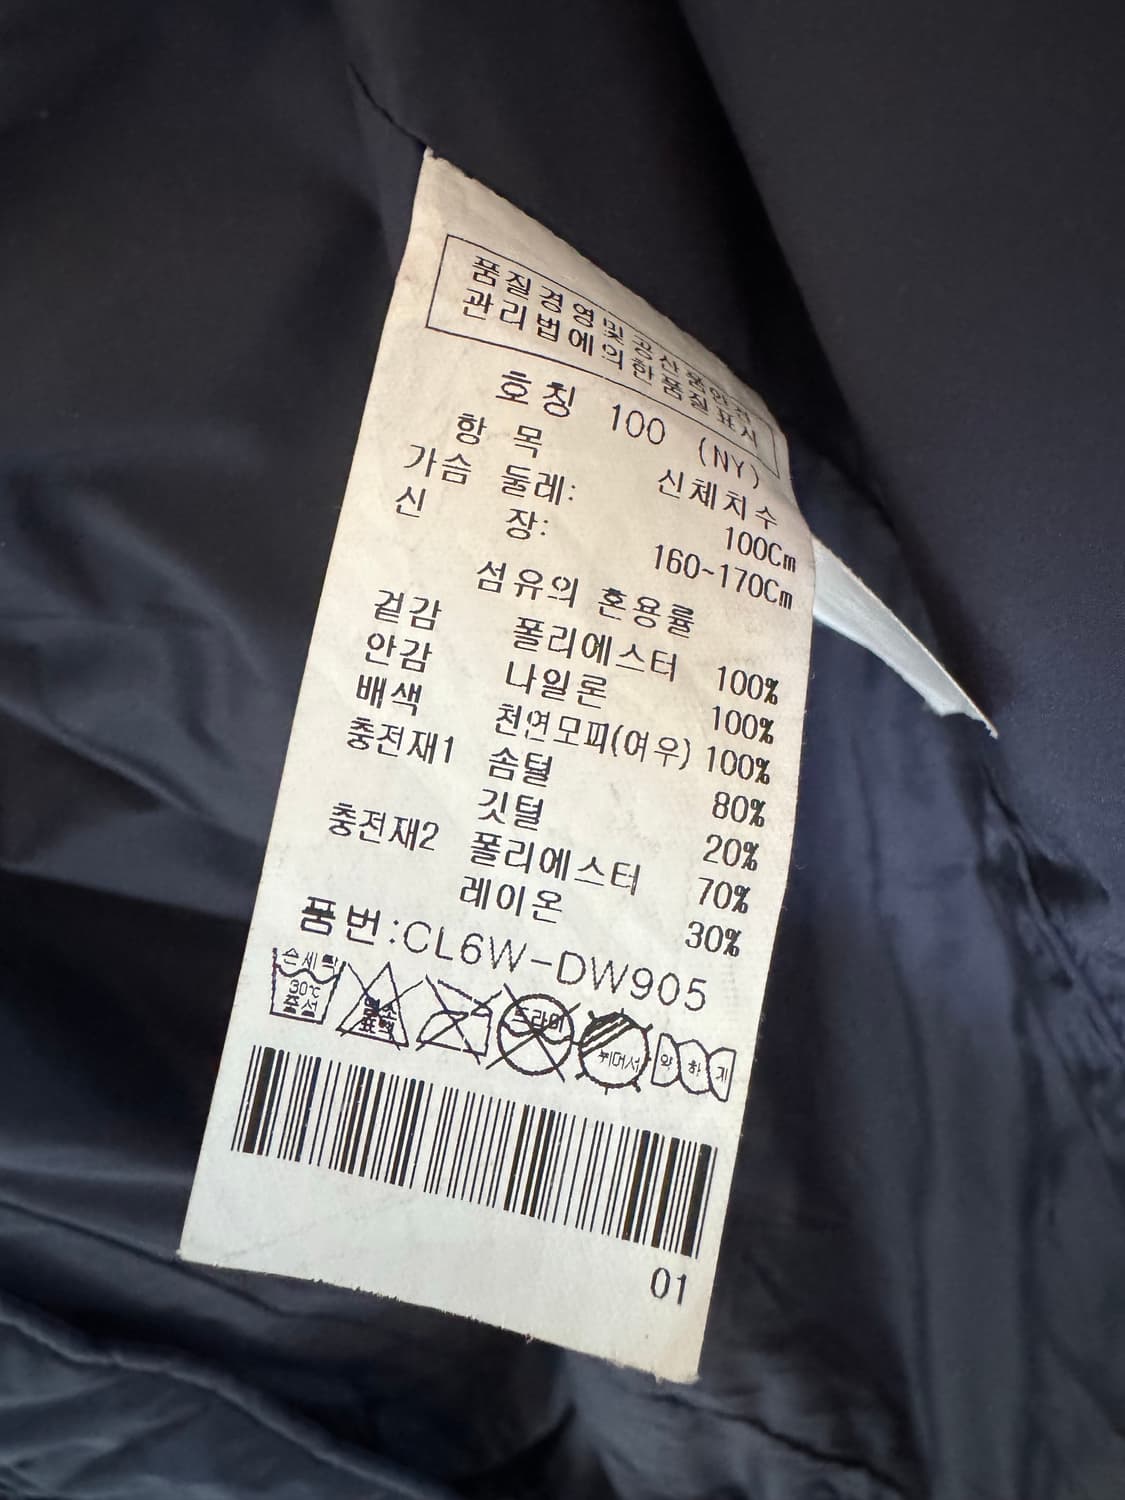 품질경영및 공산품안전
관리법에의한 품질표시
호칭 100 (NY)
항 목 신체치수
가슴 둘레: 100Cm
신 장: 160~170Cm
섬유의 혼용률
겉감 폴리에스터 100%
안감 나일론 100%
배색 천연모피(여우) 100%
충전재1 솜털 80%
깃털 20%
충전재2 폴리에스터 70%
레이온 30%
품번:CL6W-DW905
손세탁
30℃
중성
염소
표백
드라이
뉘어서
약하게
01